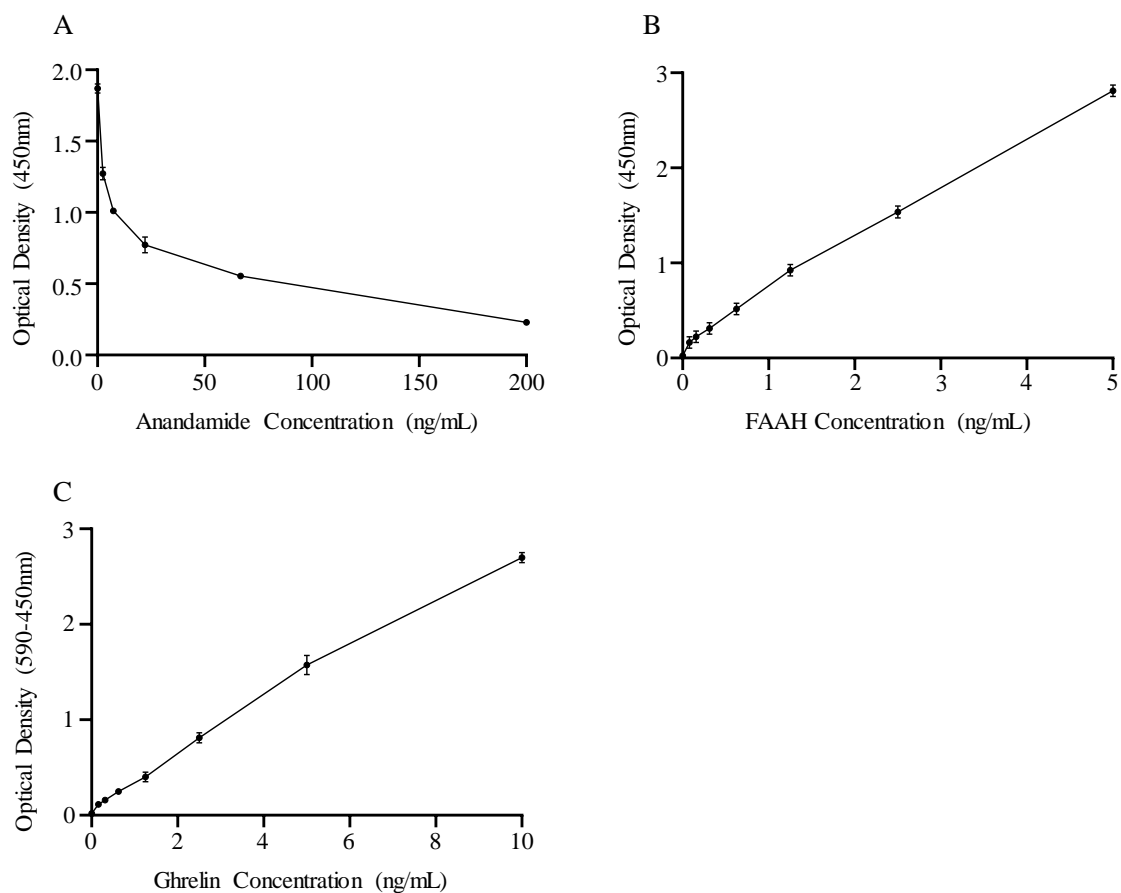 A
Optical Density (450nm)
2.0
1.5
1.0
0.5
0.0
0 50 100 150 200
Anandamide Concentration (ng/mL)
B
Optical Density (450nm)
3
2
1
0
0 1 2 3 4 5
FAAH Concentration (ng/mL)
C
Optical Density (590-450nm)
3
2
1
0
0 2 4 6 8 10
Ghrelin Concentration (ng/mL)